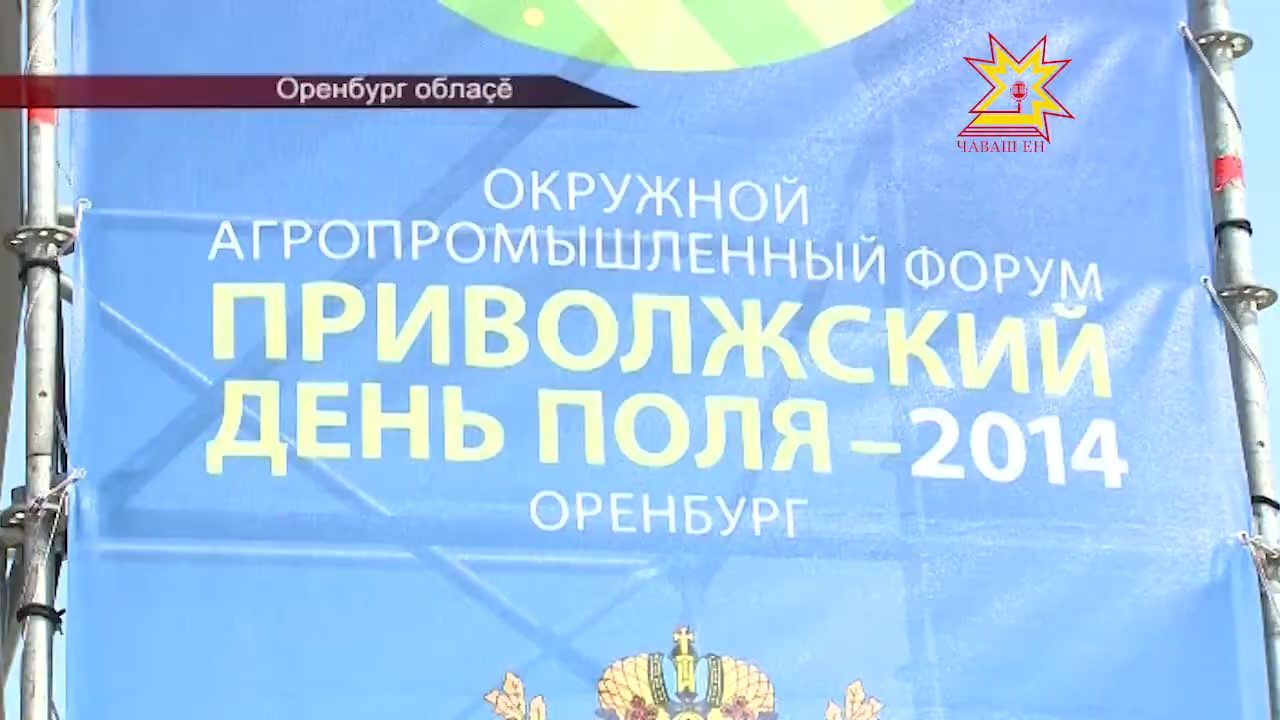 Оренбург облаҫӗ
ЧĂВАШ ЕН
ОКРУЖНОЙ
АГРОПРОМЫШЛЕННЫЙ ФОРУМ
ПРИВОЛЖСКИЙ
ДЕНЬ ПОЛЯ – 2014
ОРЕНБУРГ